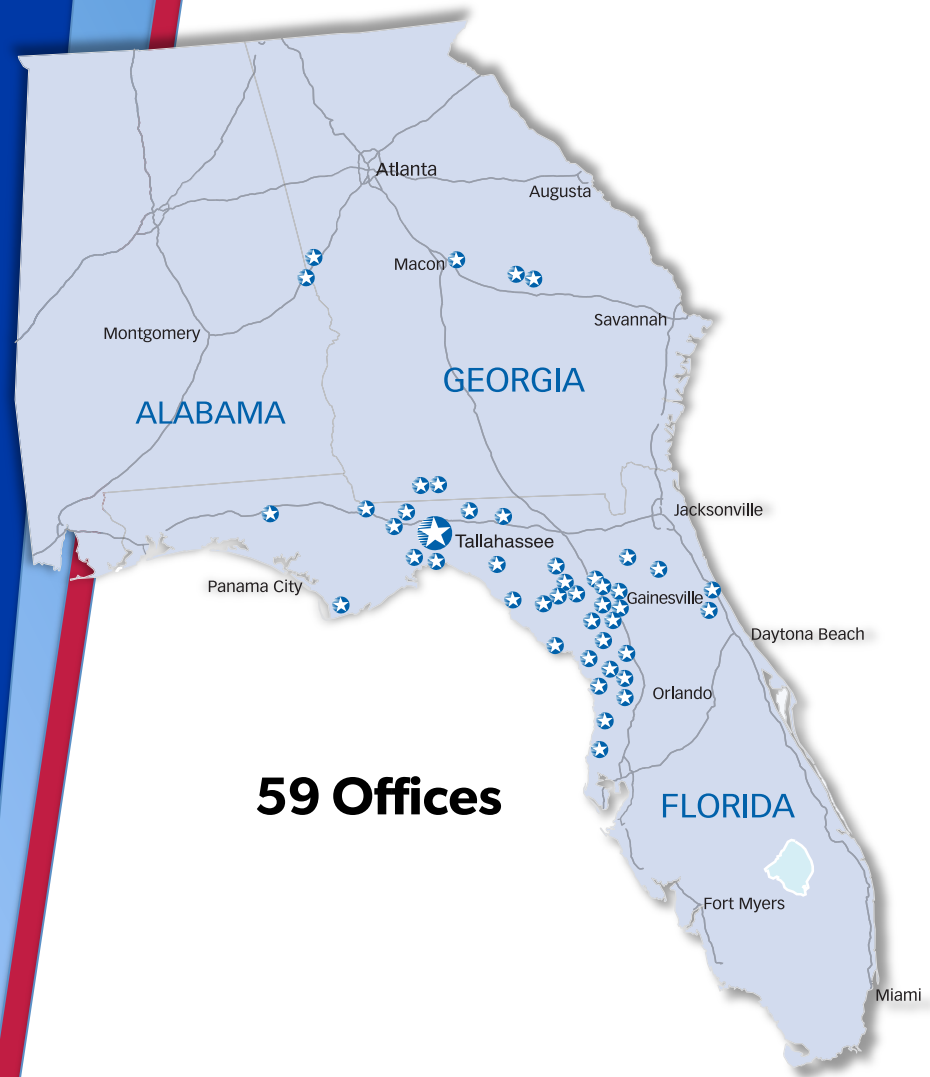 Atlanta
Augusta
Macon
Savannah
Montgomery
GEORGIA
ALABAMA
Jacksonville
Tallahassee
Panama City
Gainesville
Daytona Beach
Orlando
59 Offices
FLORIDA
Fort Myers
Miami